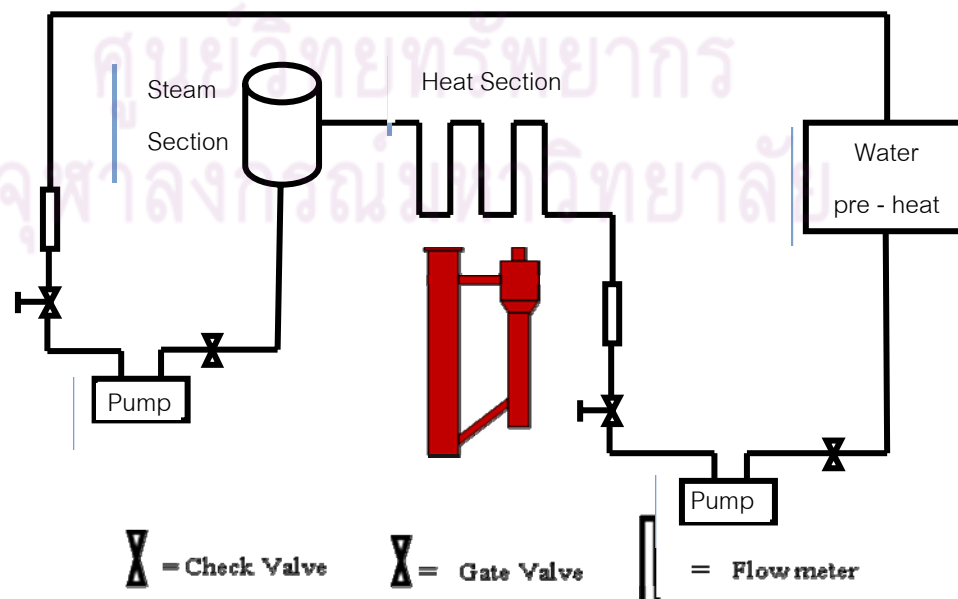 ศูนย์วิทยทรัพยากร
จุฬาลงกรณ์มหาวิทยาลัย
Steam
Section
Heat Section
Water
pre - heat
Pump
Pump
= Check Valve
= Gate Valve
= Flow meter